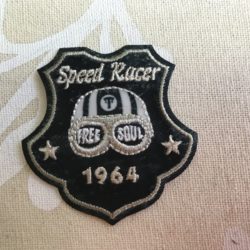 Speed Racer
T
FREE SOUL
1964